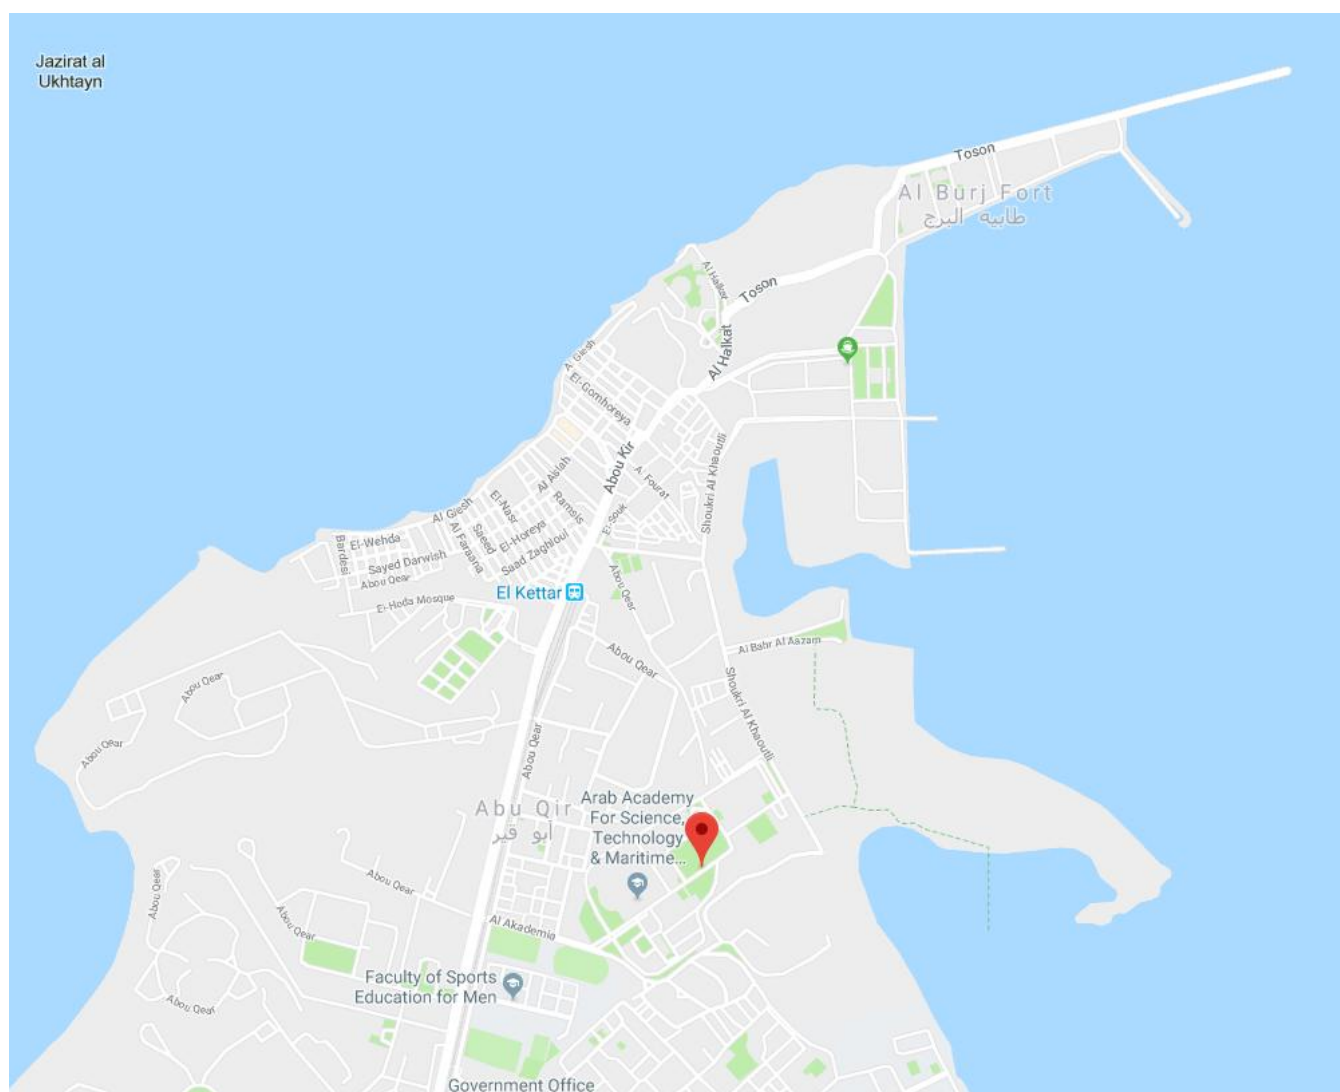 Jazirat al
Ukhtayn
Toson
Al Burj Fort
طابيه البرج
Al Halkat
Toson
Al Halkat
Al Giesh
El-Gomhoreya
Abou Kir
Al Aslah
Shoukri Al Khaoutli
A. Fourat
Ramsis
El-Nasr
Al Giesh
El-Souk
Saeed
El-Horeya
El-Wehda
Bardesi
Al Faraana
Saad Zaghloul
Sayed Darwish
Abou Qear
El Kettar
Abou Qear
El-Hoda Mosque
Al Bahr Al Aazam
Abou Qear
Abou Qear
Shoukri Al Khaoutli
Abou Qear
Abou Qear
Abu Qir
أبو قير
Arab Academy
For Science,
Technology
& Maritime...
Abou Qear
Abou Qear
Abou Qear
Al Akademia
Faculty of Sports
Education for Men
Abou Qear
Government Office